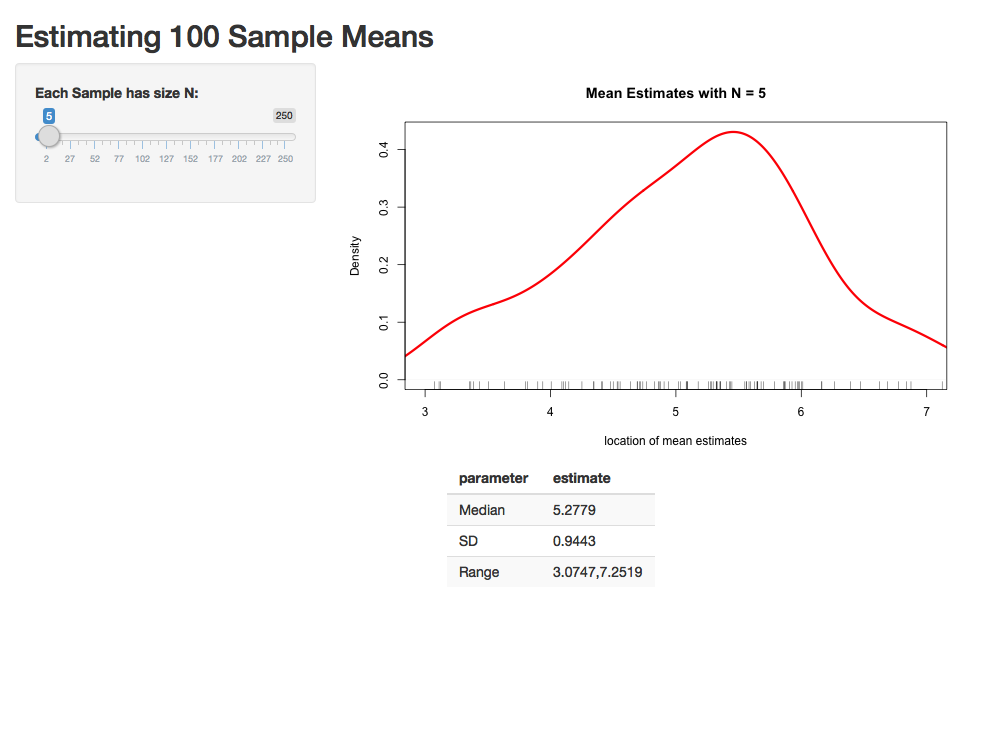 Estimating 100 Sample Means
Each Sample has size N:
5 250
2 27 52 77 102 127 152 177 202 227 250
Mean Estimates with N = 5
Density
0.4
0.3
0.2
0.1
0.0
3 4 5 6 7
location of mean estimates
parameter estimate
Median 5.2779
SD 0.9443
Range 3.0747,7.2519